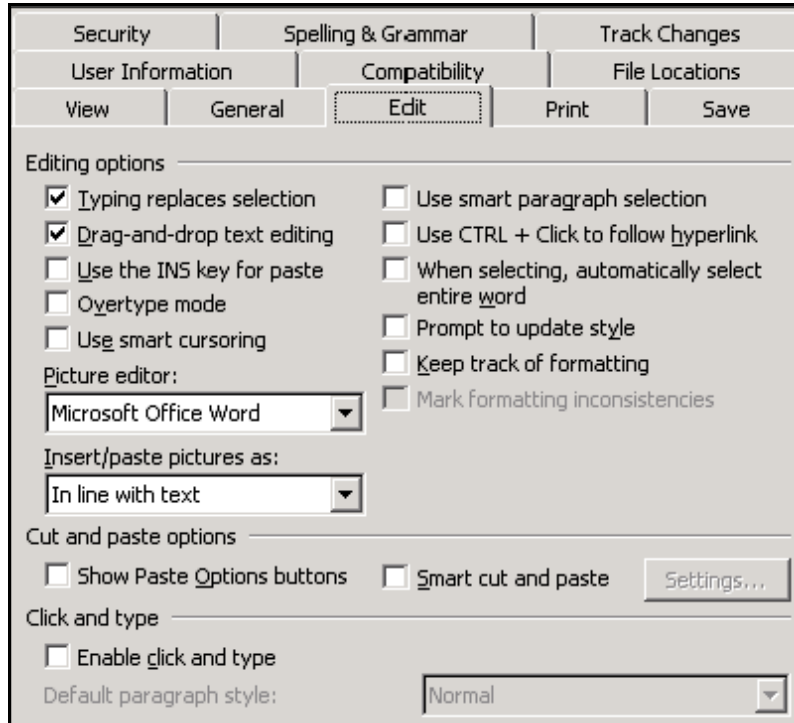 Security Spelling & Grammar Track Changes
User Information Compatibility File Locations
View General Edit Print Save
Editing options
Typing replaces selection
Drag-and-drop text editing
Use the INS key for paste
Overtype mode
Use smart cursoring
Picture editor:
Microsoft Office Word
Insert/paste pictures as:
In line with text
Use smart paragraph selection
Use CTRL + Click to follow hyperlink
When selecting, automatically select
entire word
Prompt to update style
Keep track of formatting
Mark formatting inconsistencies
Cut and paste options
Show Paste Options buttons Smart cut and paste Settings...
Click and type
Enable click and type
Default paragraph style: Normal